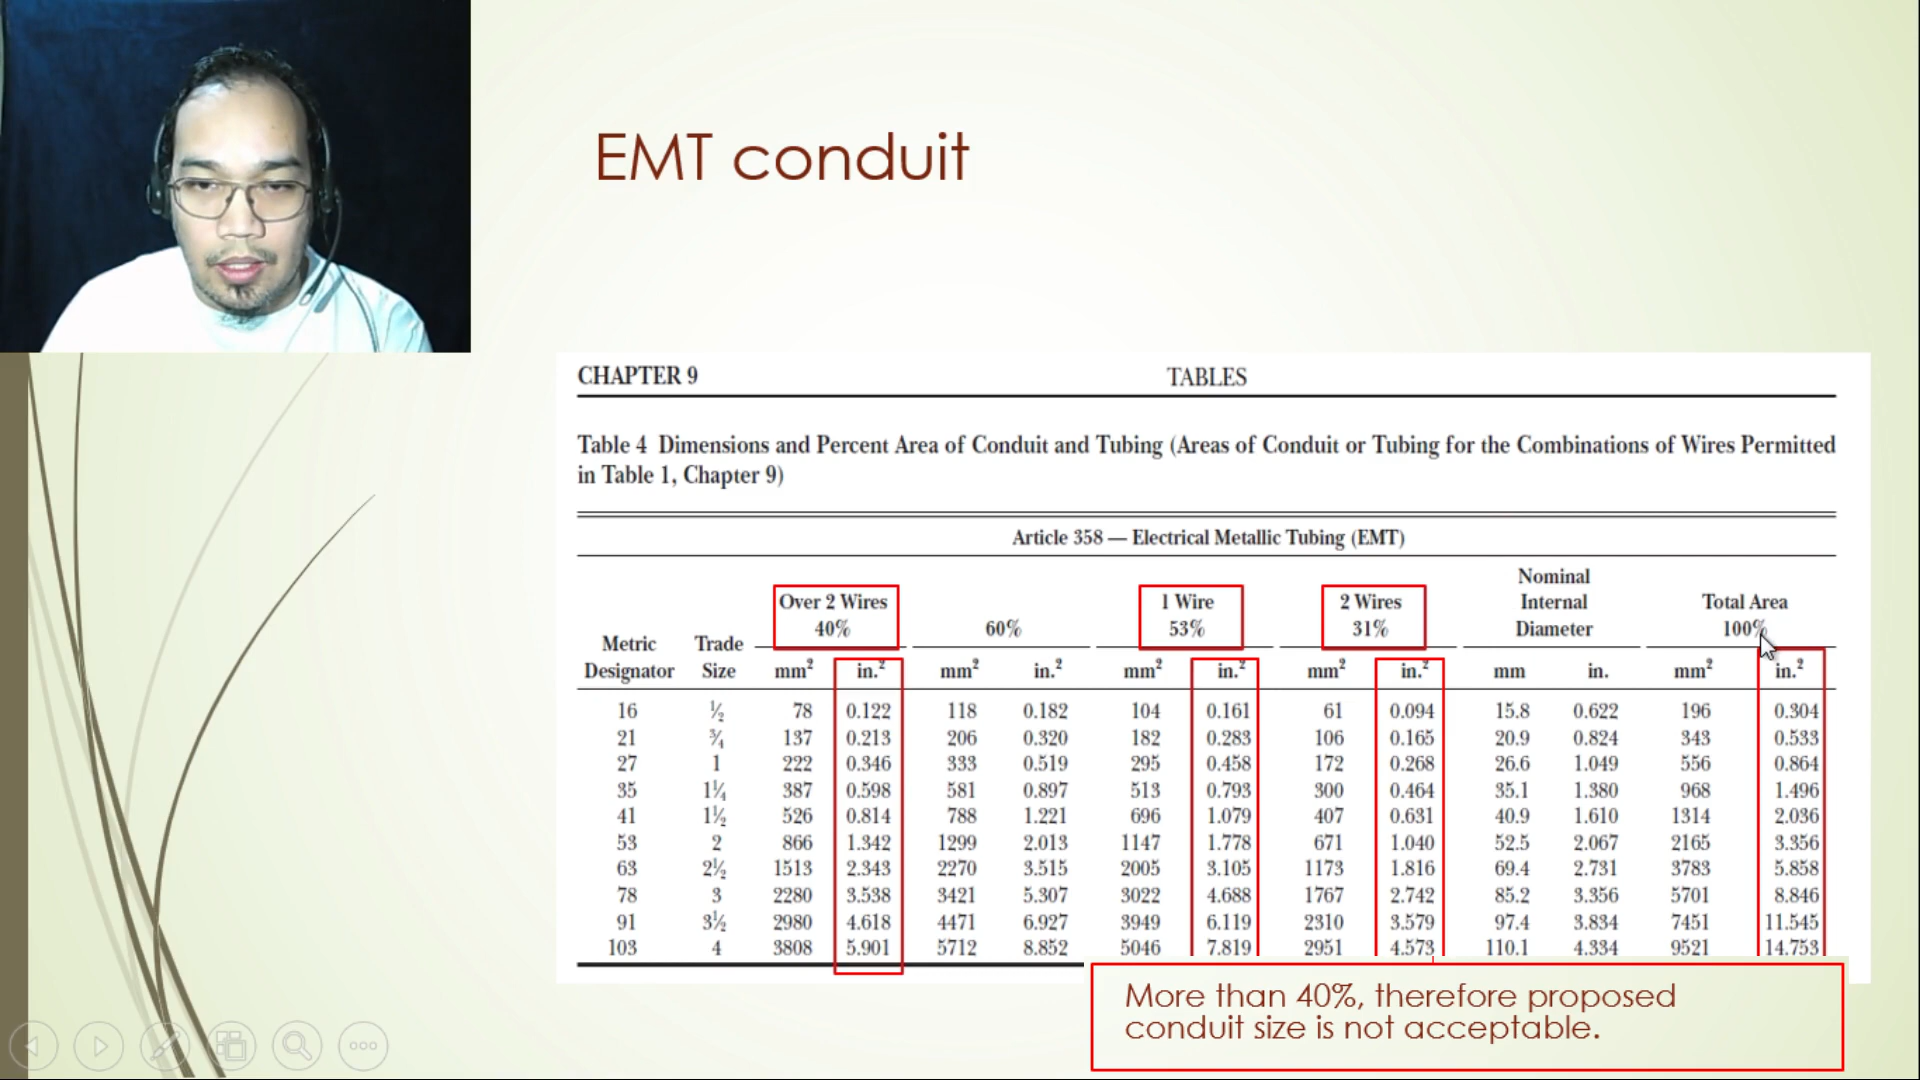 EMT conduit
CHAPTER 9 TABLES
Table 4 Dimensions and Percent Area of Conduit and Tubing (Areas of Conduit or Tubing for the Combinations of Wires Permitted
in Table 1, Chapter 9)
Article 358 — Electrical Metallic Tubing (EMT)
Nominal
Over 2 Wires 1 Wire 2 Wires Internal Total Area
40% 60% 53% 31% Diameter 100%
Metric Trade
Designator Size mm² in.² mm² in.² mm² in.² mm² in.² mm in. mm² in.²
16 ½ 78 0.122 118 0.182 104 0.161 61 0.094 15.8 0.622 196 0.304
21 ¾ 137 0.213 206 0.320 182 0.283 106 0.165 20.9 0.824 343 0.533
27 1 222 0.346 333 0.519 295 0.458 172 0.268 26.6 1.049 556 0.864
35 1¼ 387 0.598 581 0.897 513 0.793 300 0.464 35.1 1.380 968 1.496
41 1½ 526 0.814 788 1.221 696 1.079 407 0.631 40.9 1.610 1314 2.036
53 2 866 1.342 1299 2.013 1147 1.778 671 1.040 52.5 2.067 2165 3.356
63 2½ 1513 2.343 2270 3.515 2005 3.105 1173 1.816 69.4 2.731 3783 5.858
78 3 2280 3.538 3421 5.307 3022 4.688 1767 2.742 85.2 3.356 5701 8.846
91 3½ 2980 4.618 4471 6.927 3949 6.119 2310 3.579 97.4 3.834 7451 11.545
103 4 3808 5.901 5712 8.852 5046 7.819 2951 4.573 110.1 4.334 9521 14.753
More than 40%, therefore proposed
conduit size is not acceptable.